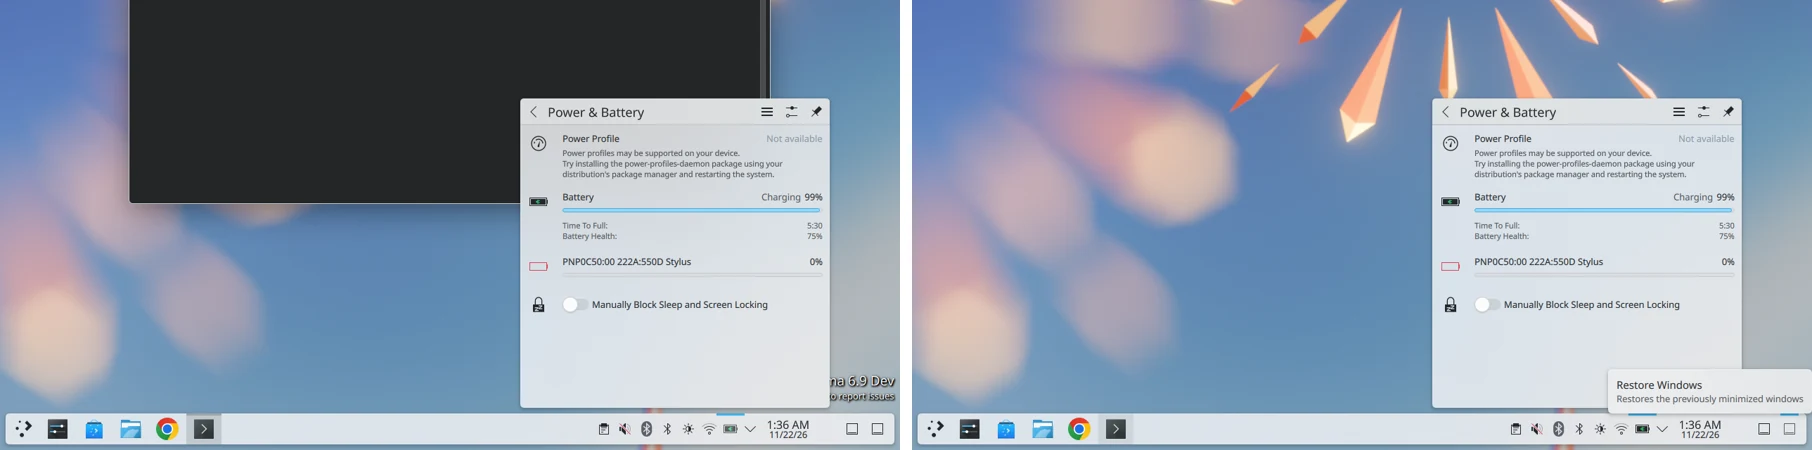 Power & Battery
Power Profile Not available
Power profiles may be supported on your device.
Try installing the power-profiles-daemon package using your
distribution's package manager and restarting the system.
Battery Charging 99%
Time To Full: 5:30
Battery Health: 75%
PNP0C50:00 222A:550D Stylus 0%
Manually Block Sleep and Screen Locking
na 6.9 Dev
o report issues
1:36 AM
11/22/26
Power & Battery
Power Profile Not available
Power profiles may be supported on your device.
Try installing the power-profiles-daemon package using your
distribution's package manager and restarting the system.
Battery Charging 99%
Time To Full: 5:30
Battery Health: 75%
PNP0C50:00 222A:550D Stylus 0%
Manually Block Sleep and Screen Locking
Restore Windows
Restores the previously minimized windows
1:36 AM
11/22/26